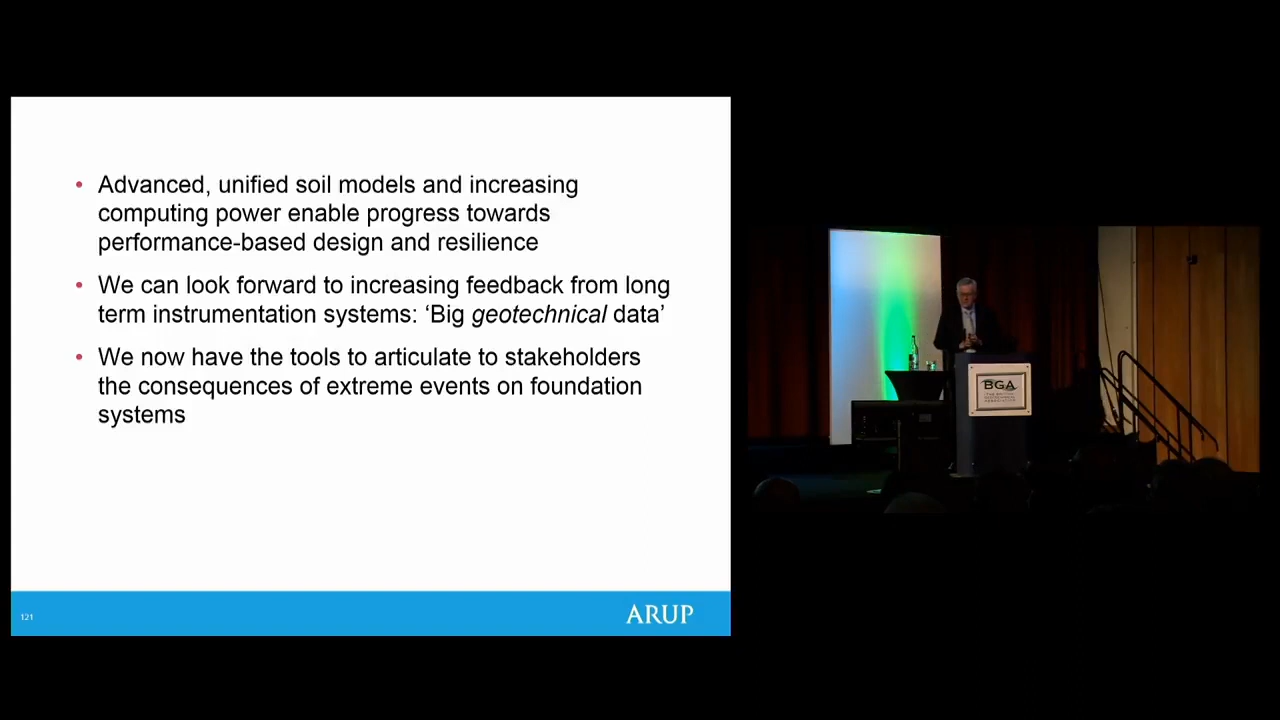 • Advanced, unified soil models and increasing
computing power enable progress towards
performance-based design and resilience
• We can look forward to increasing feedback from long
term instrumentation systems: ‘Big geotechnical data’
• We now have the tools to articulate to stakeholders
the consequences of extreme events on foundation
systems
121
ARUP
BGA